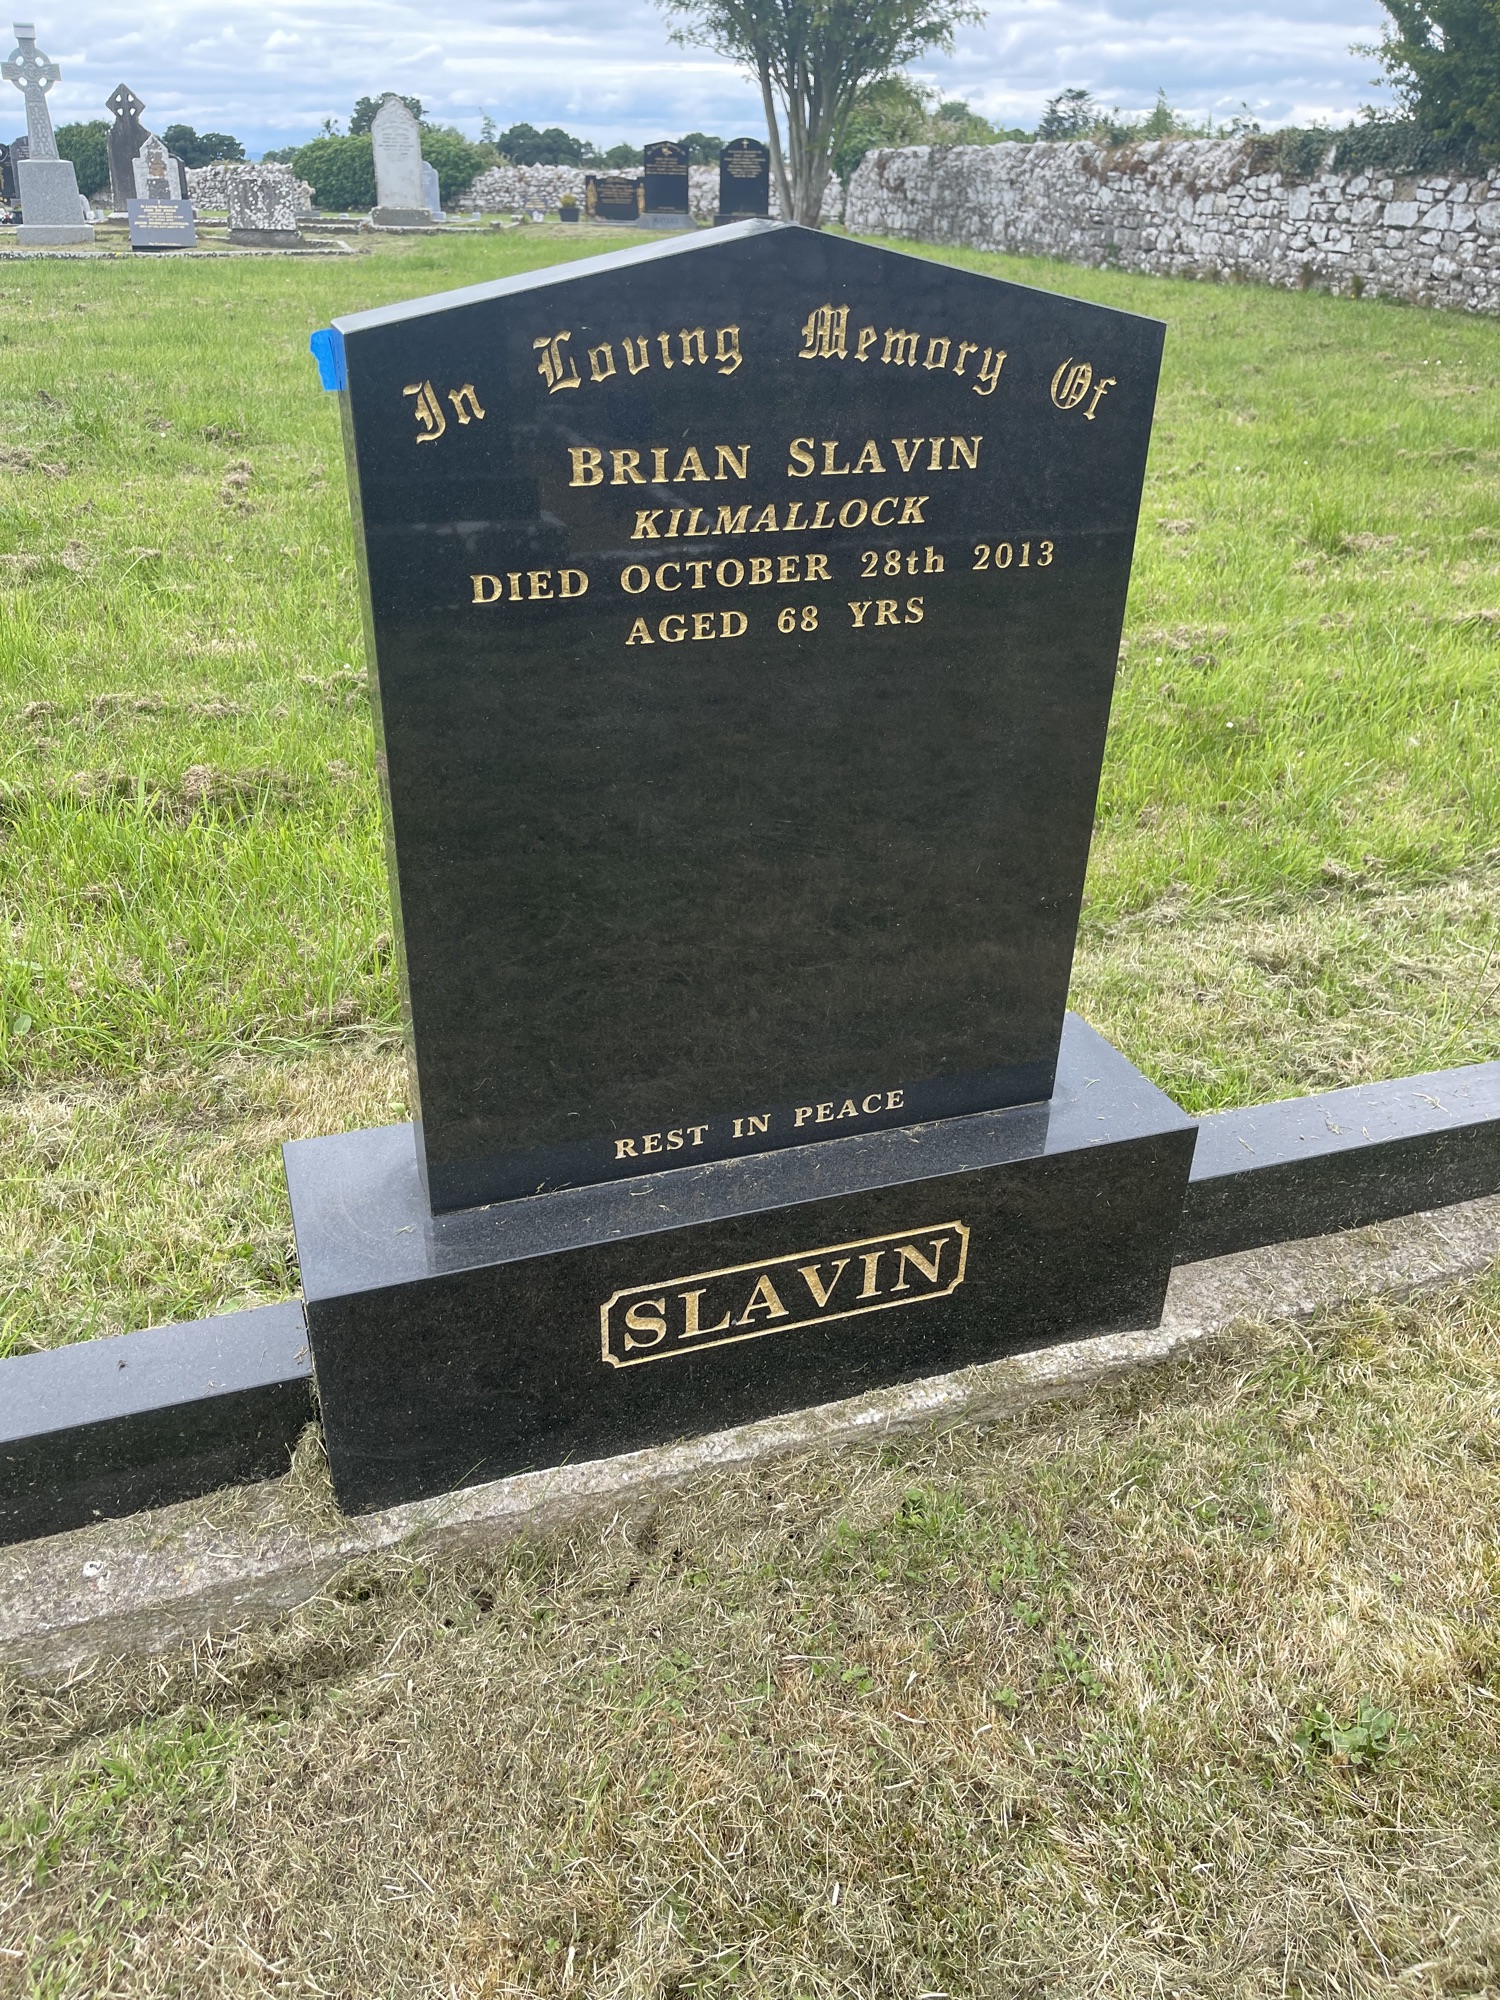 In Loving Memory Of
BRIAN SLAVIN
KILMALLOCK
DIED OCTOBER 28th 2013
AGED 68 YRS
REST IN PEACE
SLAVIN